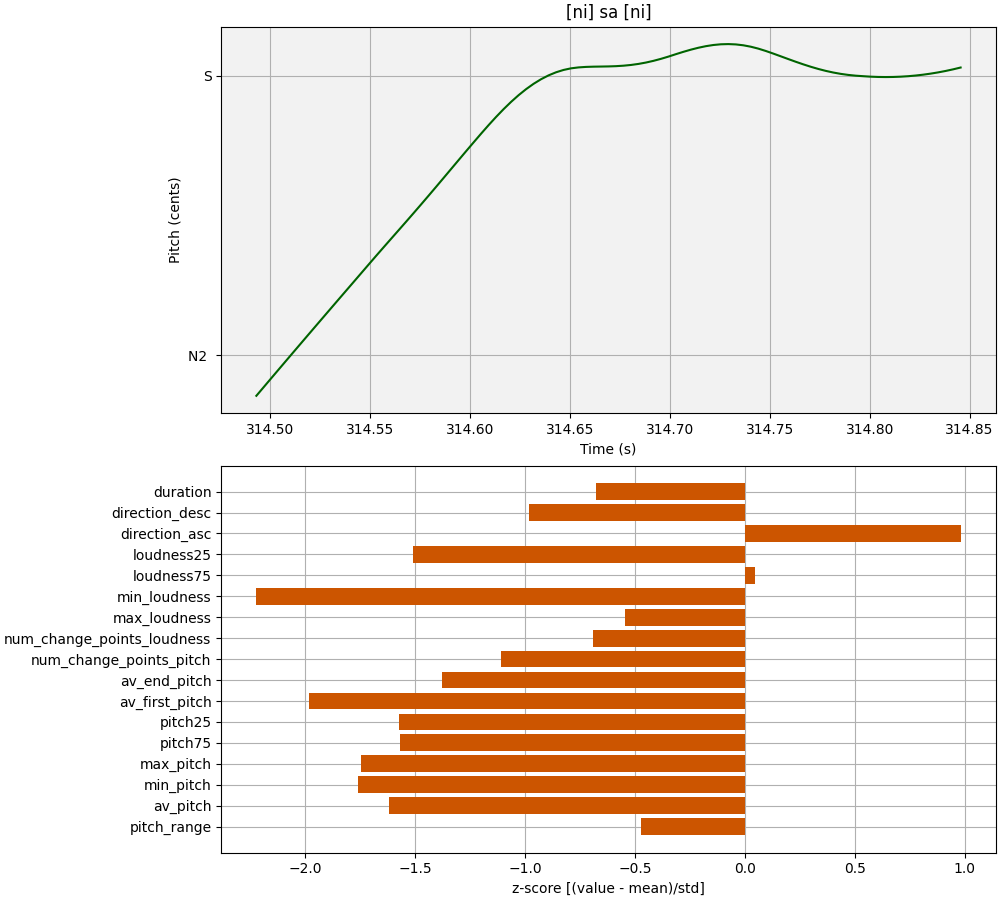 [ni] sa [ni]
S
N2
Pitch (cents)
314.50 314.55 314.60 314.65 314.70 314.75 314.80 314.85
Time (s)
duration
direction_desc
direction_asc
loudness25
loudness75
min_loudness
max_loudness
num_change_points_loudness
num_change_points_pitch
av_end_pitch
av_first_pitch
pitch25
pitch75
max_pitch
min_pitch
av_pitch
pitch_range
−2.0 −1.5 −1.0 −0.5 0.0 0.5 1.0
z-score [(value - mean)/std]